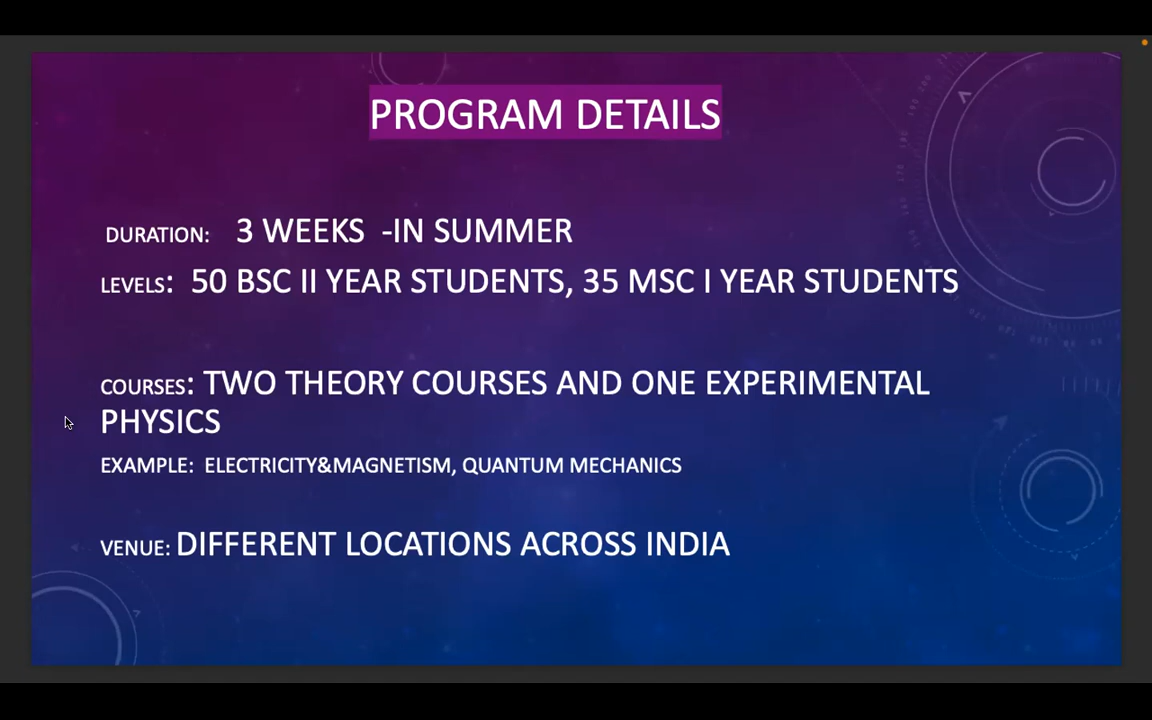 PROGRAM DETAILS
DURATION: 3 WEEKS -IN SUMMER
LEVELS: 50 BSC II YEAR STUDENTS, 35 MSC I YEAR STUDENTS
COURSES: TWO THEORY COURSES AND ONE EXPERIMENTAL
PHYSICS
EXAMPLE: ELECTRICITY&MAGNETISM, QUANTUM MECHANICS
VENUE: DIFFERENT LOCATIONS ACROSS INDIA